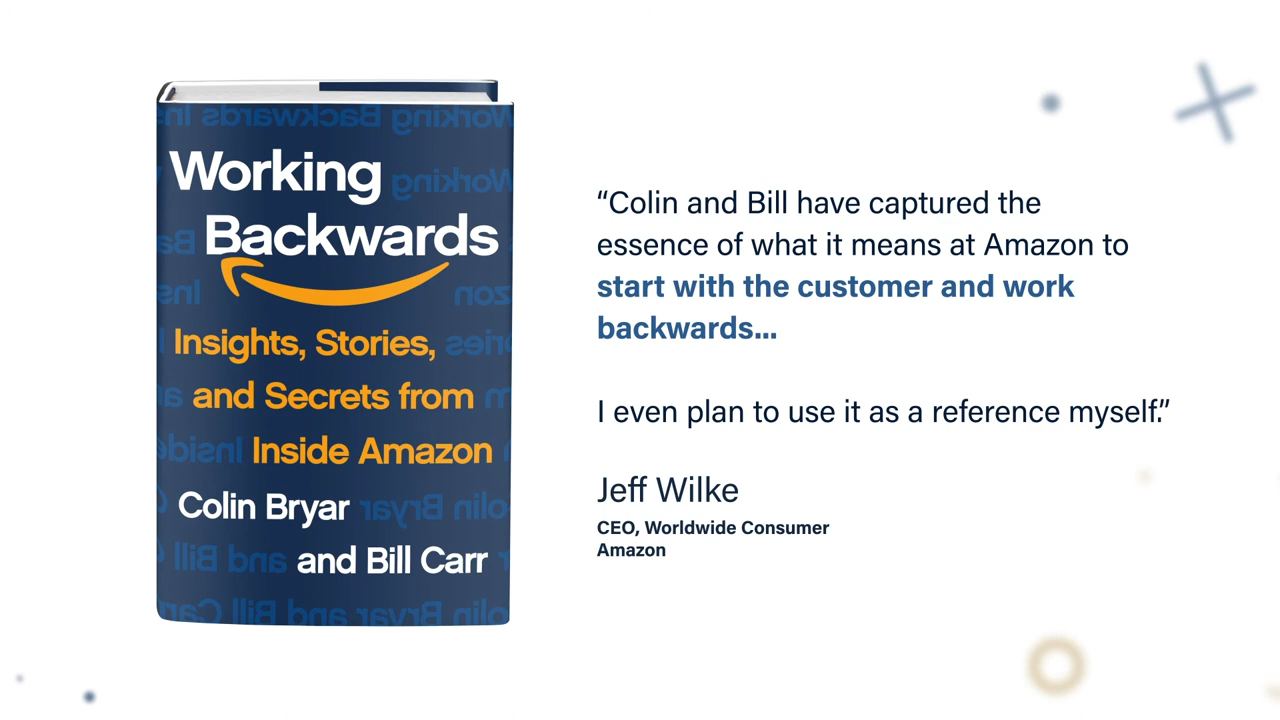 Working
Backwards
Insights, Stories,
and Secrets from
Inside Amazon
Colin Bryar
and Bill Carr
“Colin and Bill have captured the
essence of what it means at Amazon to
start with the customer and work
backwards...
I even plan to use it as a reference myself.”
Jeff Wilke
CEO, Worldwide Consumer
Amazon